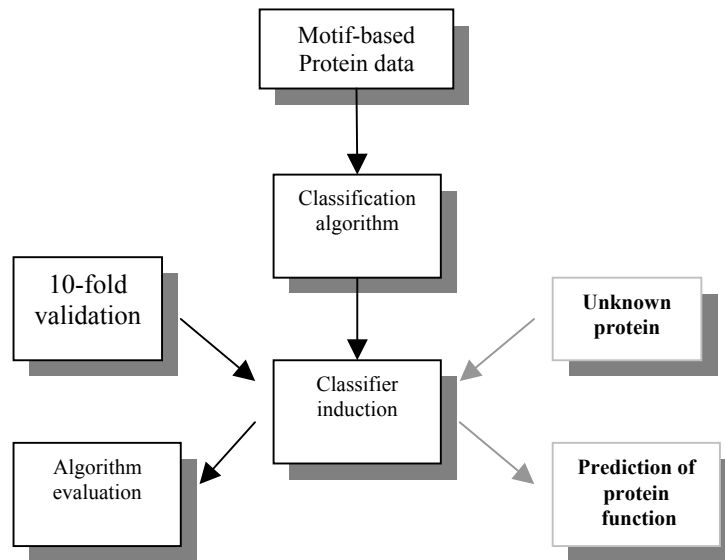 Motif-based
Protein data
Classification
algorithm
10-fold
validation
Unknown
protein
Classifier
induction
Algorithm
evaluation
Prediction of
protein
function